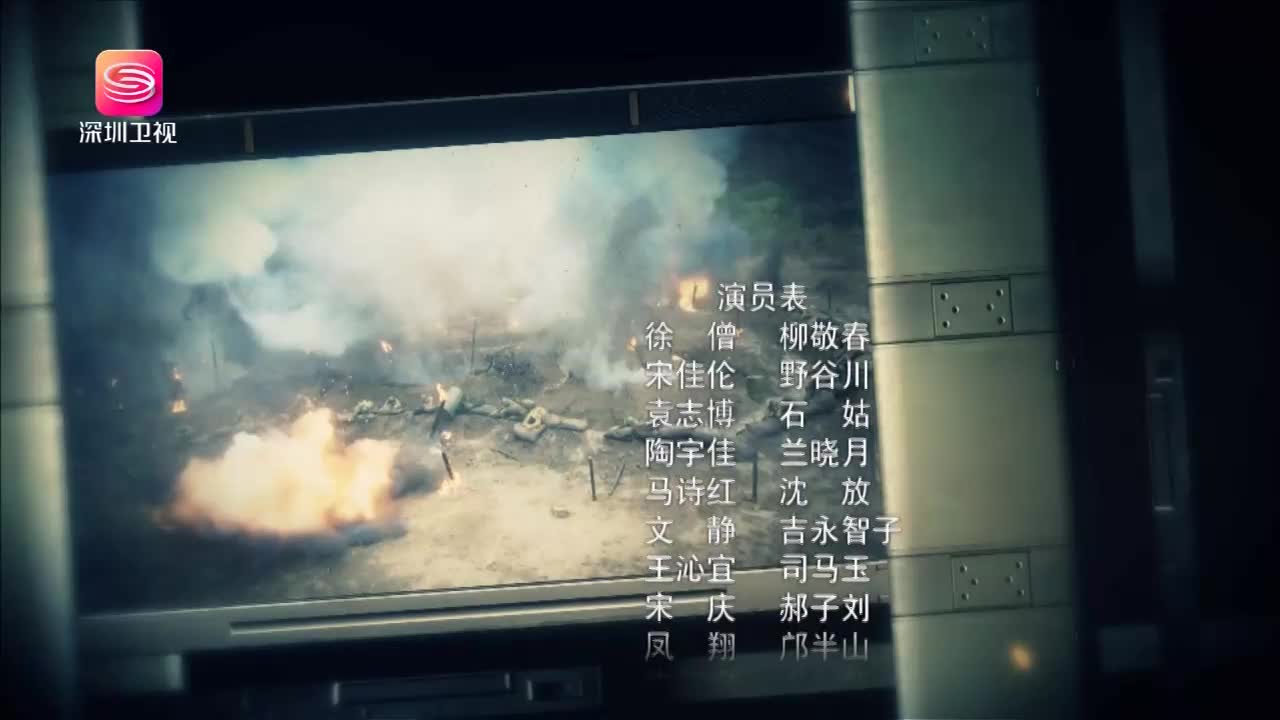 深圳卫视
演员表
徐 僧 柳敬春
宋佳伦 野谷川
袁志博 石 姑
陶宇佳 兰晓月
马诗红 沈 放
文 静 吉永智子
王沁宜 司马玉
宋 庆 郝子刘
凤 翔 邝半山